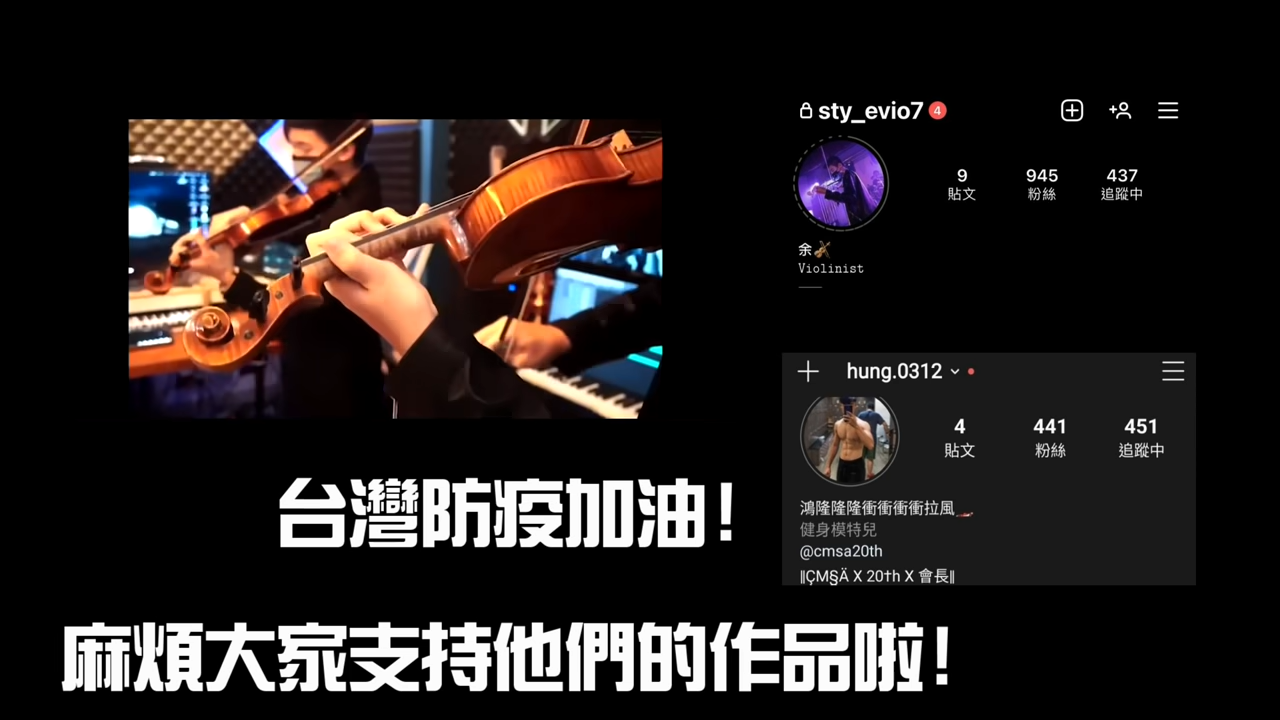 sty_evio7 4
9 945 437
貼文 粉絲 追蹤中
余🎻
Violinist
hung.0312
4 441 451
貼文 粉絲 追蹤中
鴻隆隆隆衝衝衝衝拉風🏎️
健身模特兒
@cmsa20th
‖ÇM§Ä X 20th X 會長‖
台灣防疫加油!
麻煩大家支持他們的作品啦!